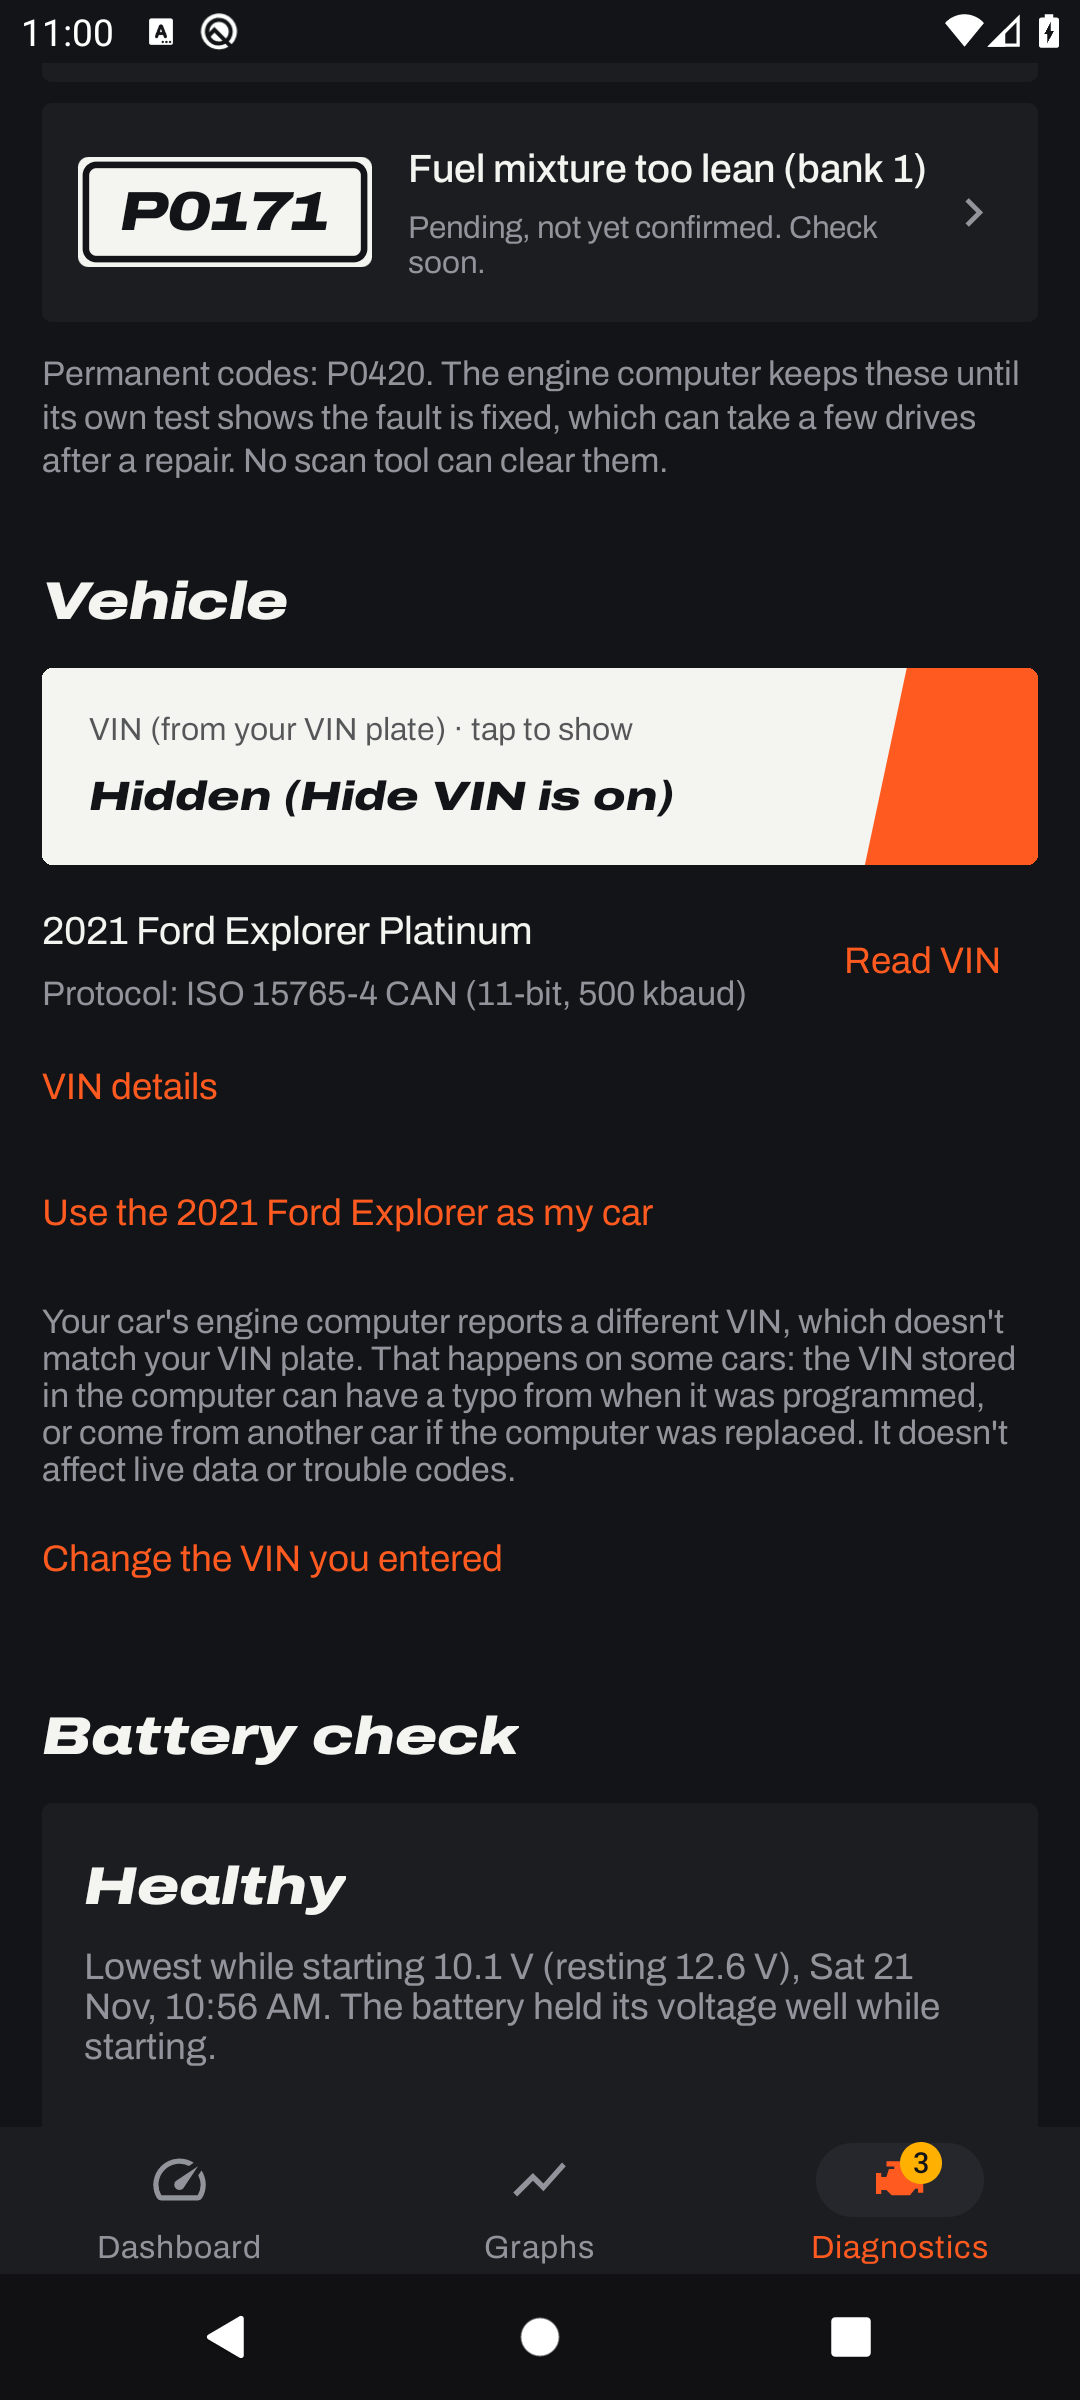 11:00
P0171
Fuel mixture too lean (bank 1)
Pending, not yet confirmed. Check
soon.
Permanent codes: P0420. The engine computer keeps these until
its own test shows the fault is fixed, which can take a few drives
after a repair. No scan tool can clear them.
Vehicle
VIN (from your VIN plate) · tap to show
Hidden (Hide VIN is on)
2021 Ford Explorer Platinum
Read VIN
Protocol: ISO 15765-4 CAN (11-bit, 500 kbaud)
VIN details
Use the 2021 Ford Explorer as my car
Your car's engine computer reports a different VIN, which doesn't
match your VIN plate. That happens on some cars: the VIN stored
in the computer can have a typo from when it was programmed,
or come from another car if the computer was replaced. It doesn't
affect live data or trouble codes.
Change the VIN you entered
Battery check
Healthy
Lowest while starting 10.1 V (resting 12.6 V), Sat 21
Nov, 10:56 AM. The battery held its voltage well while
starting.
3
Dashboard
Graphs
Diagnostics